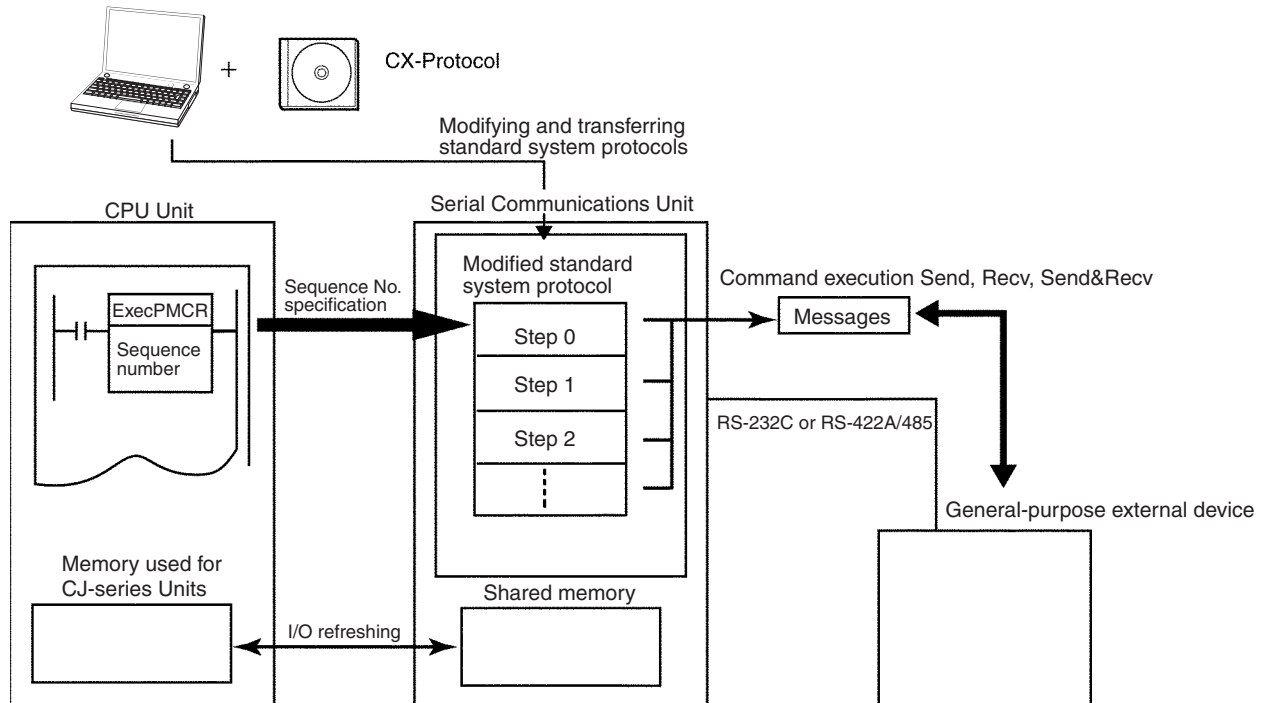 +
CX-Protocol
Modifying and transferring
standard system protocols
CPU Unit
Serial Communications Unit
ExecPMCR
Sequence
number
Sequence No.
specification
Modified standard
system protocol
Step 0
Step 1
Step 2
Command execution Send, Recv, Send&Recv
Messages
RS-232C or RS-422A/485
General-purpose external device
Memory used for
CJ-series Units
I/O refreshing
Shared memory